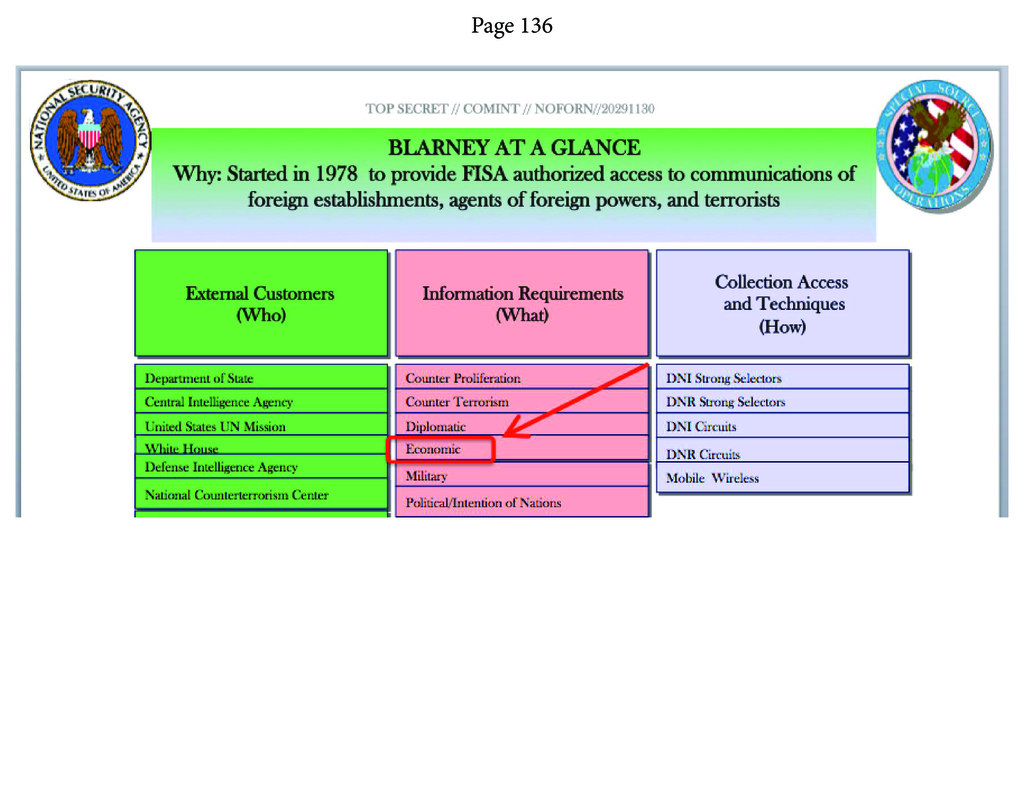 Page 136
TOP SECRET // COMINT // NOFORN//20291130
NATIONAL SECURITY AGENCY
UNITED STATES OF AMERICA
SPECIAL SOURCE
OPERATIONS
BLARNEY AT A GLANCE
Why: Started in 1978 to provide FISA authorized access to communications of
foreign establishments, agents of foreign powers, and terrorists
External Customers
(Who)
Department of State
Central Intelligence Agency
United States UN Mission
White House
Defense Intelligence Agency
National Counterterrorism Center
Information Requirements
(What)
Counter Proliferation
Counter Terrorism
Diplomatic
Economic
Military
Political/Intention of Nations
Collection Access
and Techniques
(How)
DNI Strong Selectors
DNR Strong Selectors
DNI Circuits
DNR Circuits
Mobile Wireless